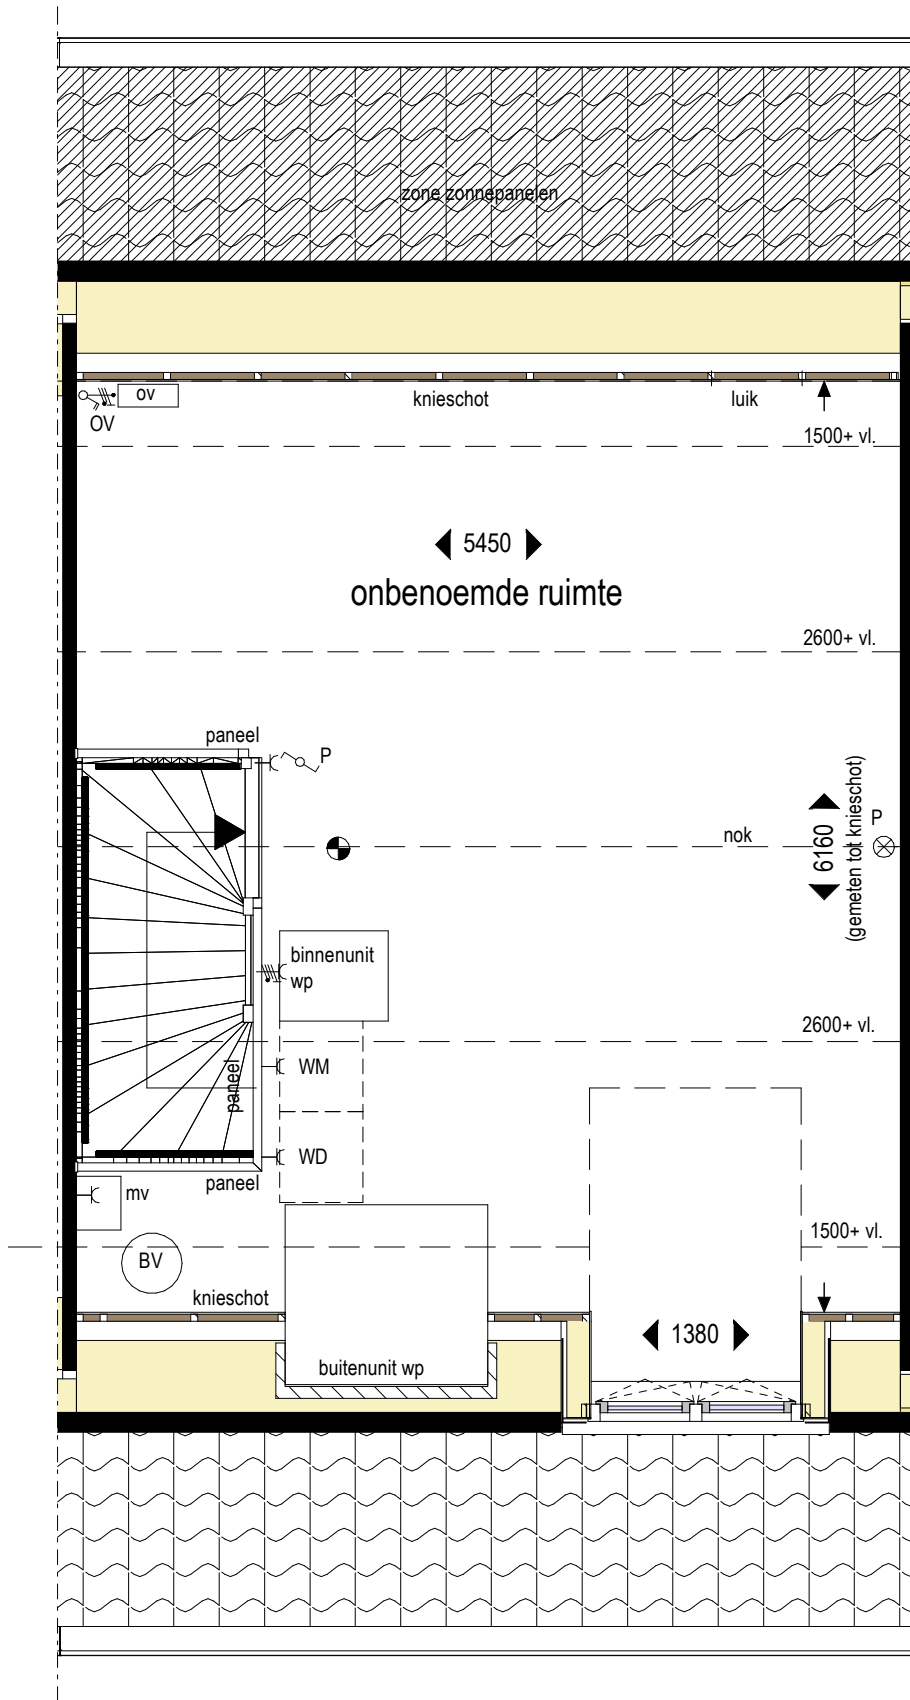 zone zonnepanelen
ov
OV
knieschot
luik
1500+ vl.
5450
onbenoemde ruimte
2600+ vl.
paneel
P
nok
6160
(gemeten tot knieschot)
P
binnenunit
wp
2600+ vl.
WM
paneel
WD
paneel
mv
1500+ vl.
BV
knieschot
1380
buitenunit wp